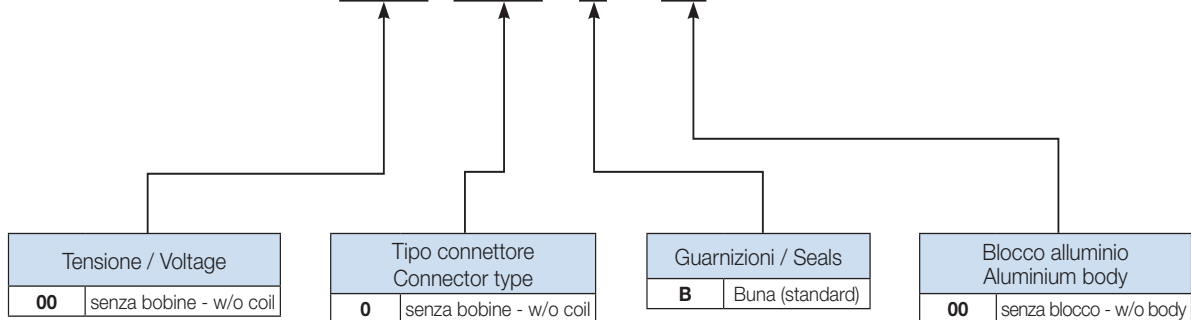 Tensione / Voltage
00 senza bobine - w/o coil
Tipo connettore
Connector type
0 senza bobine - w/o coil
Guarnizioni / Seals
B Buna (standard)
Blocco alluminio
Aluminium body
00 senza blocco - w/o body